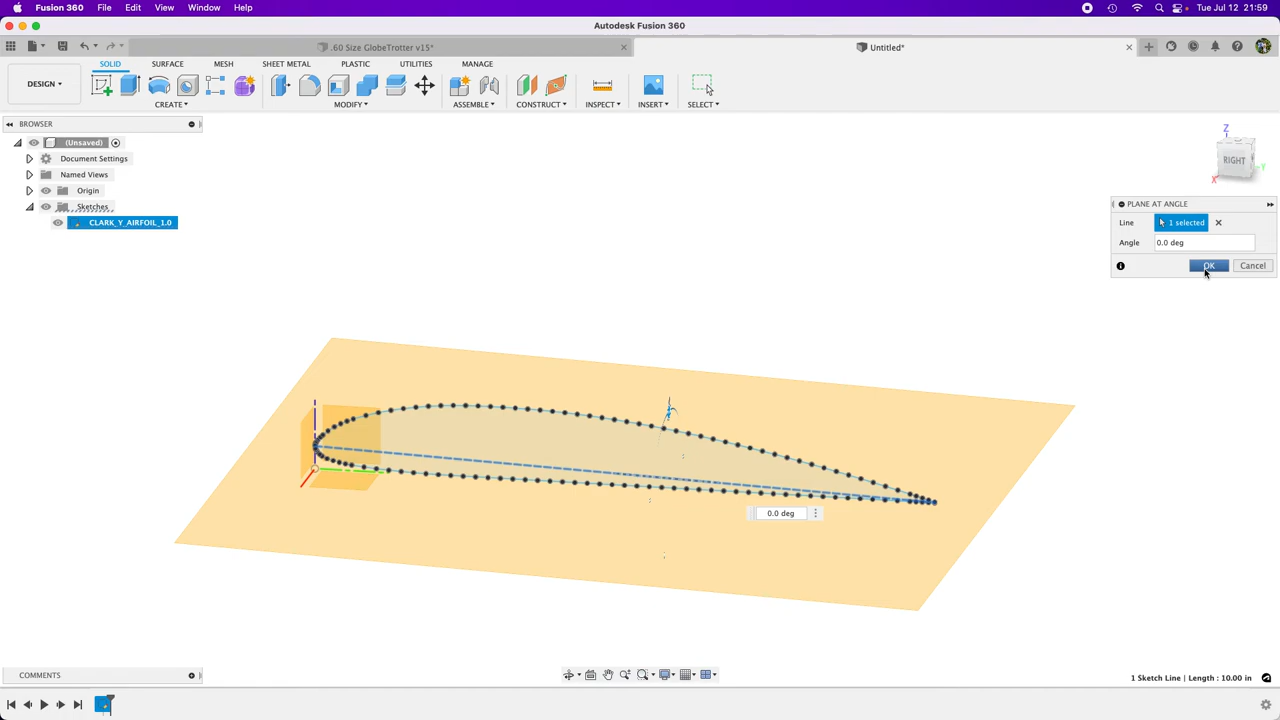 Fusion 360 File Edit View Window Help Tue Jul 12 21:59
Autodesk Fusion 360
.60 Size GlobeTrotter v15* Untitled*
SOLID SURFACE MESH SHEET METAL PLASTIC UTILITIES MANAGE
DESIGN
CREATE MODIFY ASSEMBLE CONSTRUCT INSPECT INSERT SELECT
BROWSER
(Unsaved)
Document Settings
Named Views
Origin
Sketches
CLARK_Y_AIRFOIL_1.0
Z
RIGHT
X Y
PLANE AT ANGLE
Line 1 selected
Angle 0.0 deg
OK Cancel
0.0 deg
COMMENTS
1 Sketch Line | Length : 10.00 in